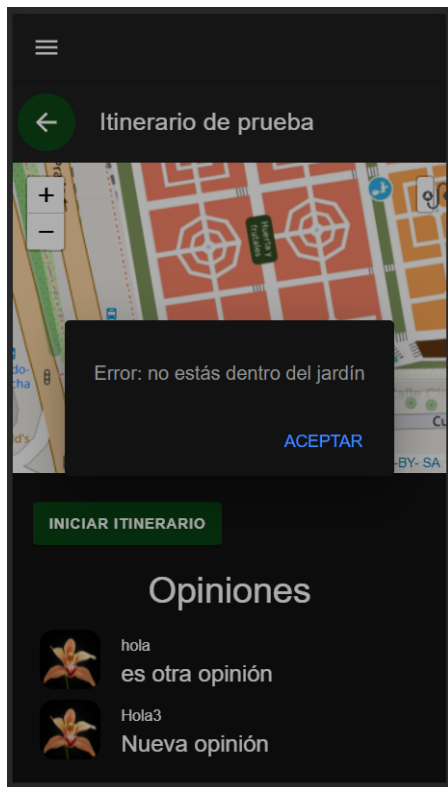 Itinerario de prueba
+
−
Huerta y
frutales
Error: no estás dentro del jardín
ACEPTAR
-BY- SA
INICIAR ITINERARIO
Opiniones
hola
es otra opinión
Hola3
Nueva opinión